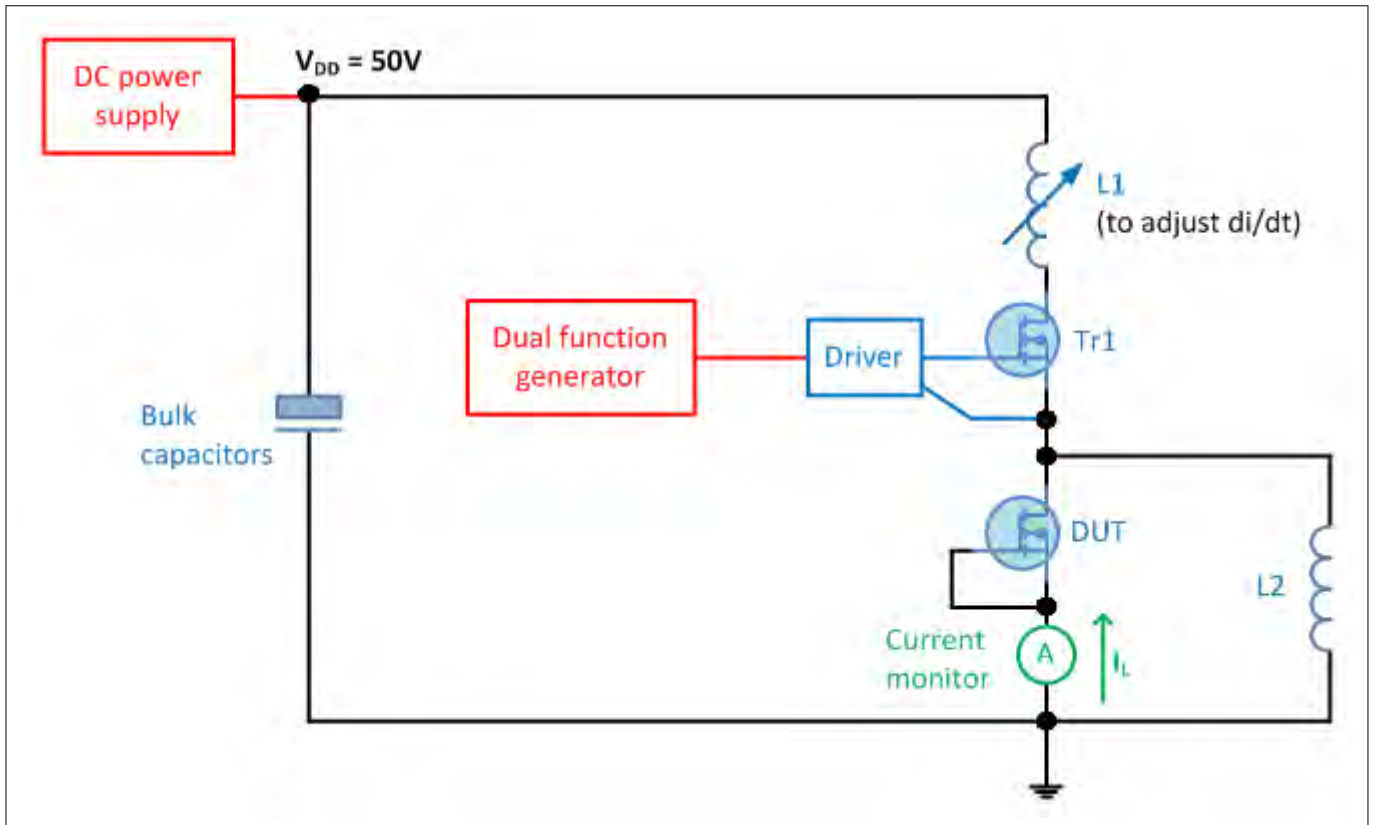 DC power
supply
V_DD = 50V
L1
(to adjust di/dt)
Dual function
generator
Driver
Tr1
Bulk
capacitors
DUT
L2
Current
monitor
A
I_L